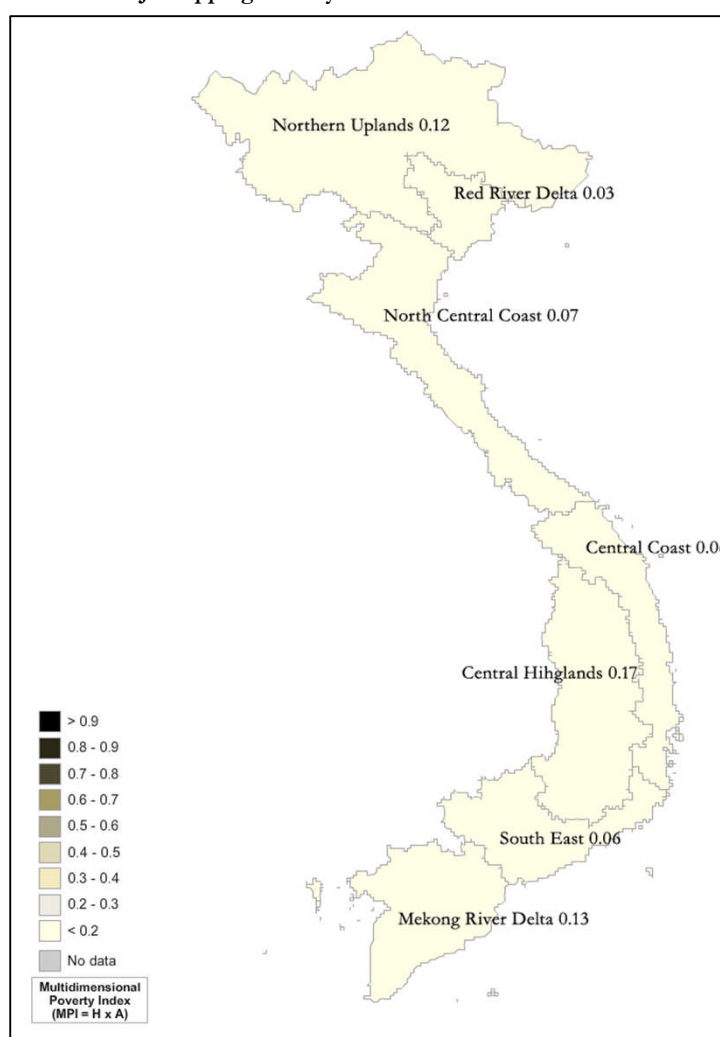 Northern Uplands 0.12
Red River Delta 0.03
North Central Coast 0.07
Central Coast
Central Hihglands 0.17
South East 0.06
Mekong River Delta 0.13
> 0.9
0.8 - 0.9
0.7 - 0.8
0.6 - 0.7
0.5 - 0.6
0.4 - 0.5
0.3 - 0.4
0.2 - 0.3
< 0.2
No data
Multidimensional
Poverty Index
(MPI = H x A)